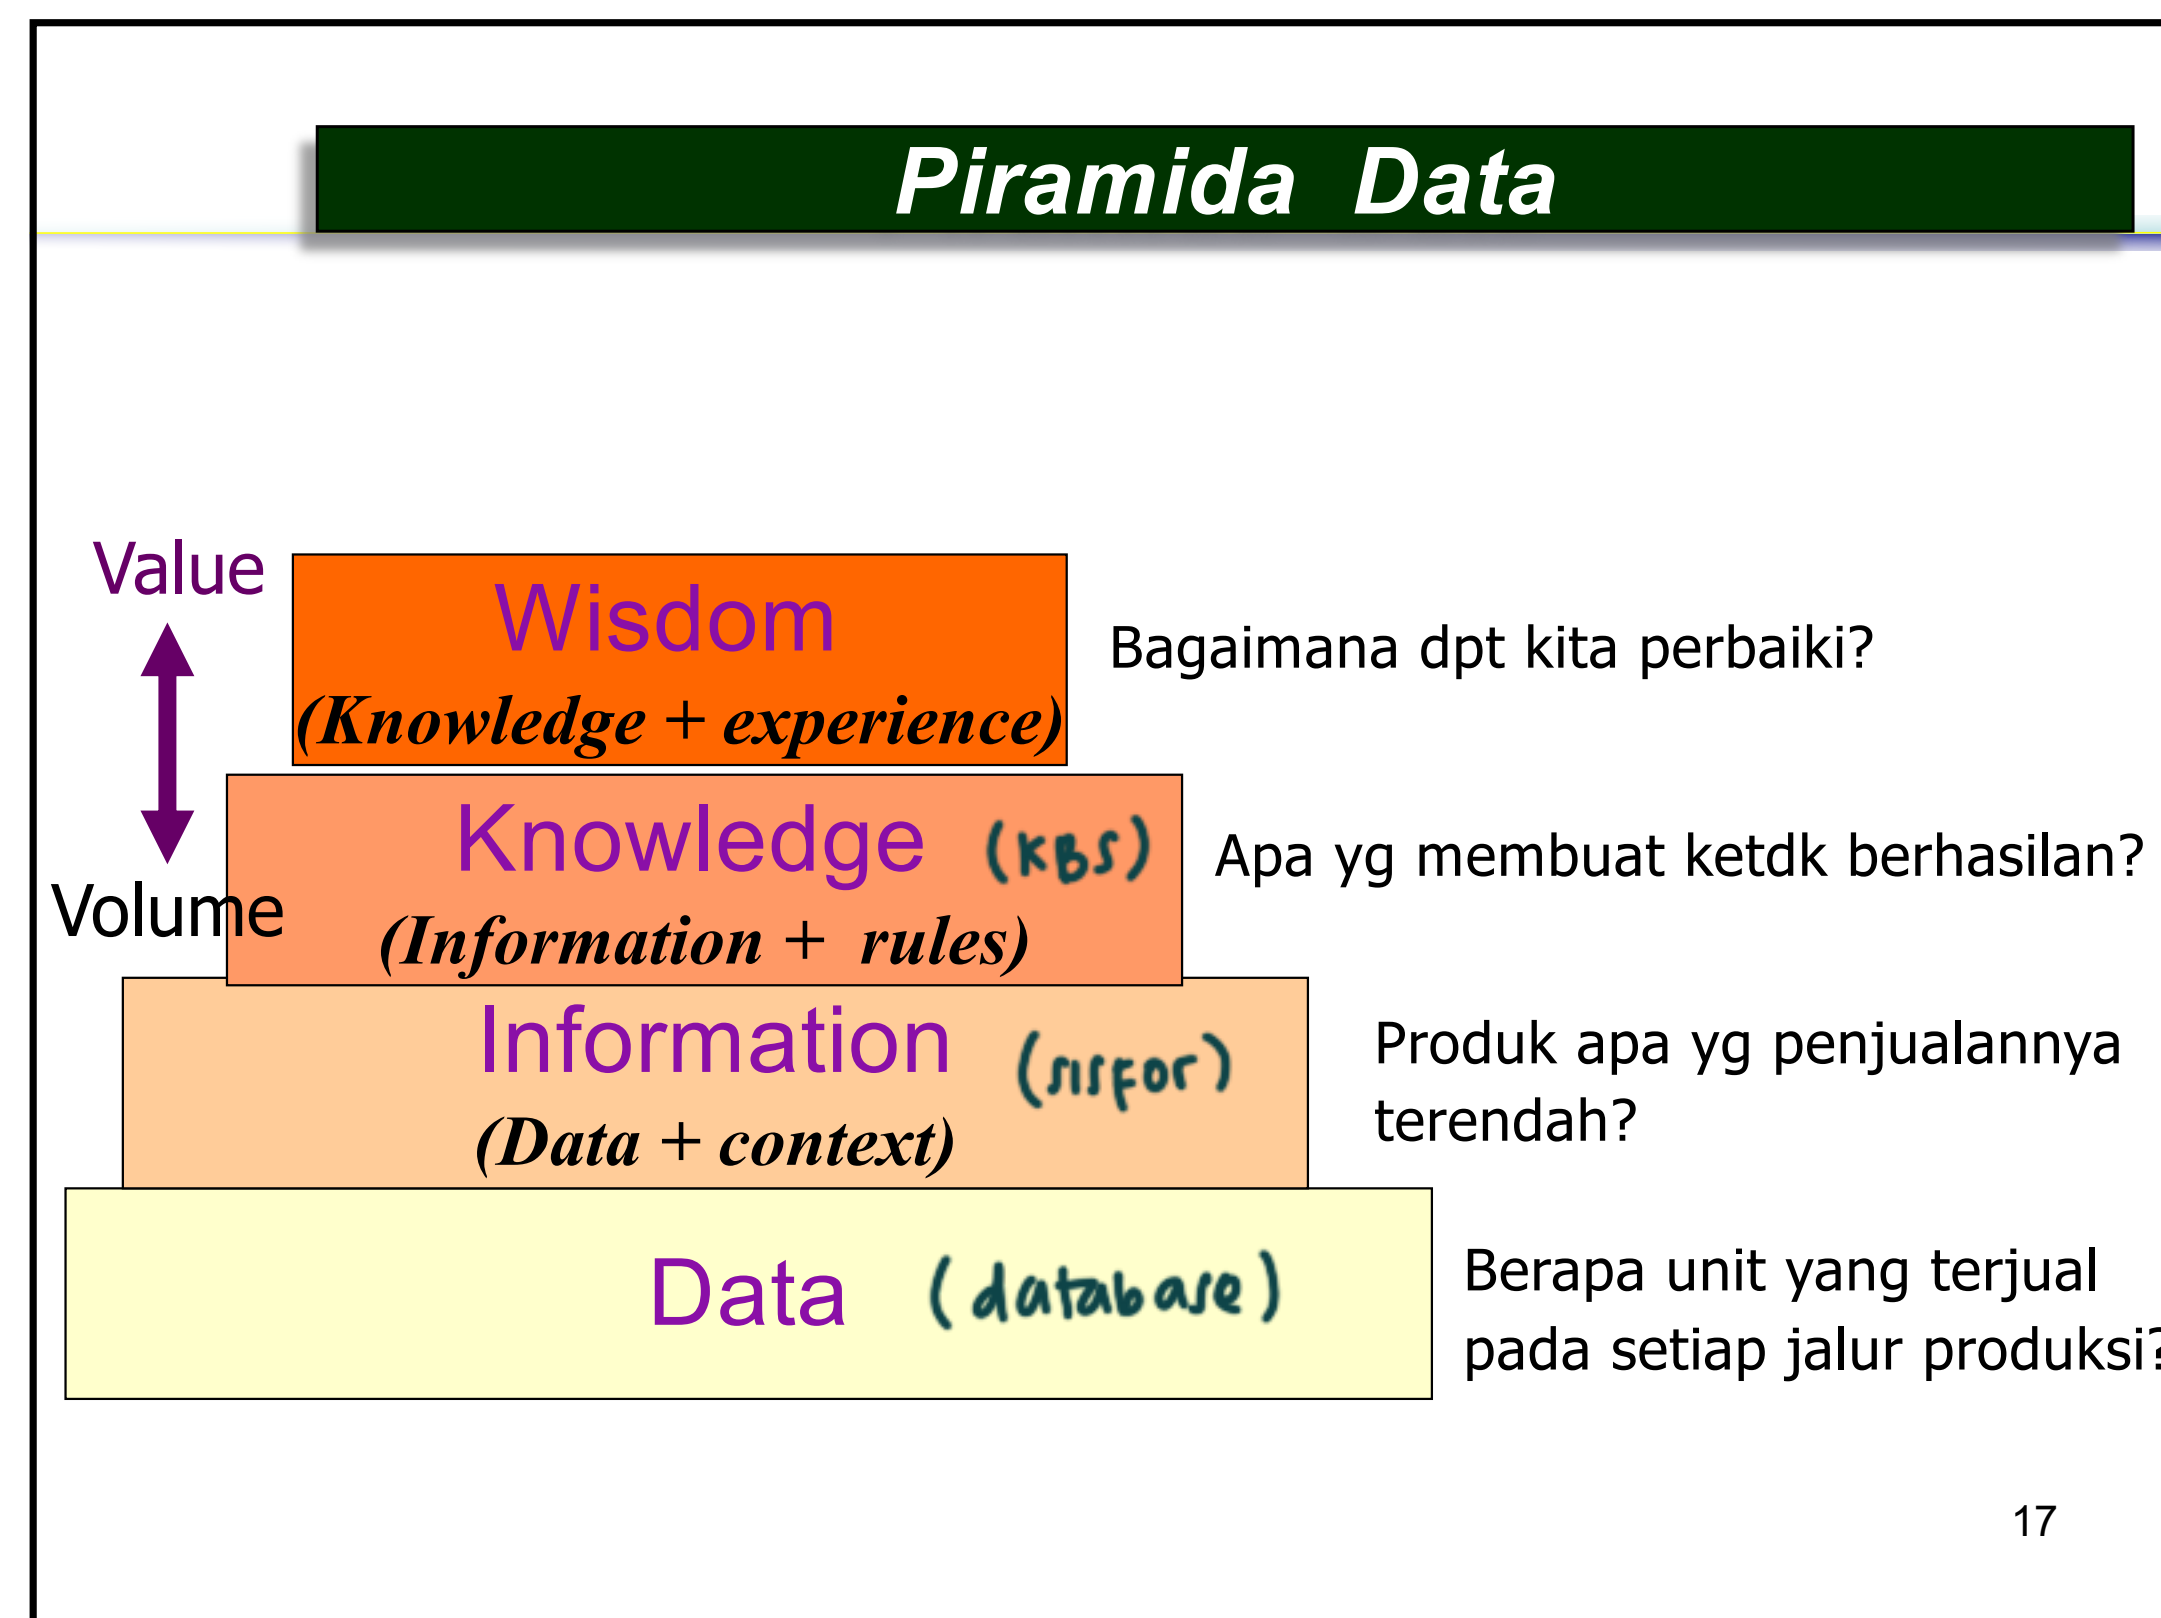 Piramida Data
Value
Wisdom
(Knowledge + experience)
Bagaimana dpt kita perbaiki?
Knowledge (KBS)
(Information + rules)
Apa yg membuat ketdk berhasilan?
Volume
Information (sisfor)
(Data + context)
Produk apa yg penjualannya
terendah?
Data (database)
Berapa unit yang terjual
pada setiap jalur produksi?
17